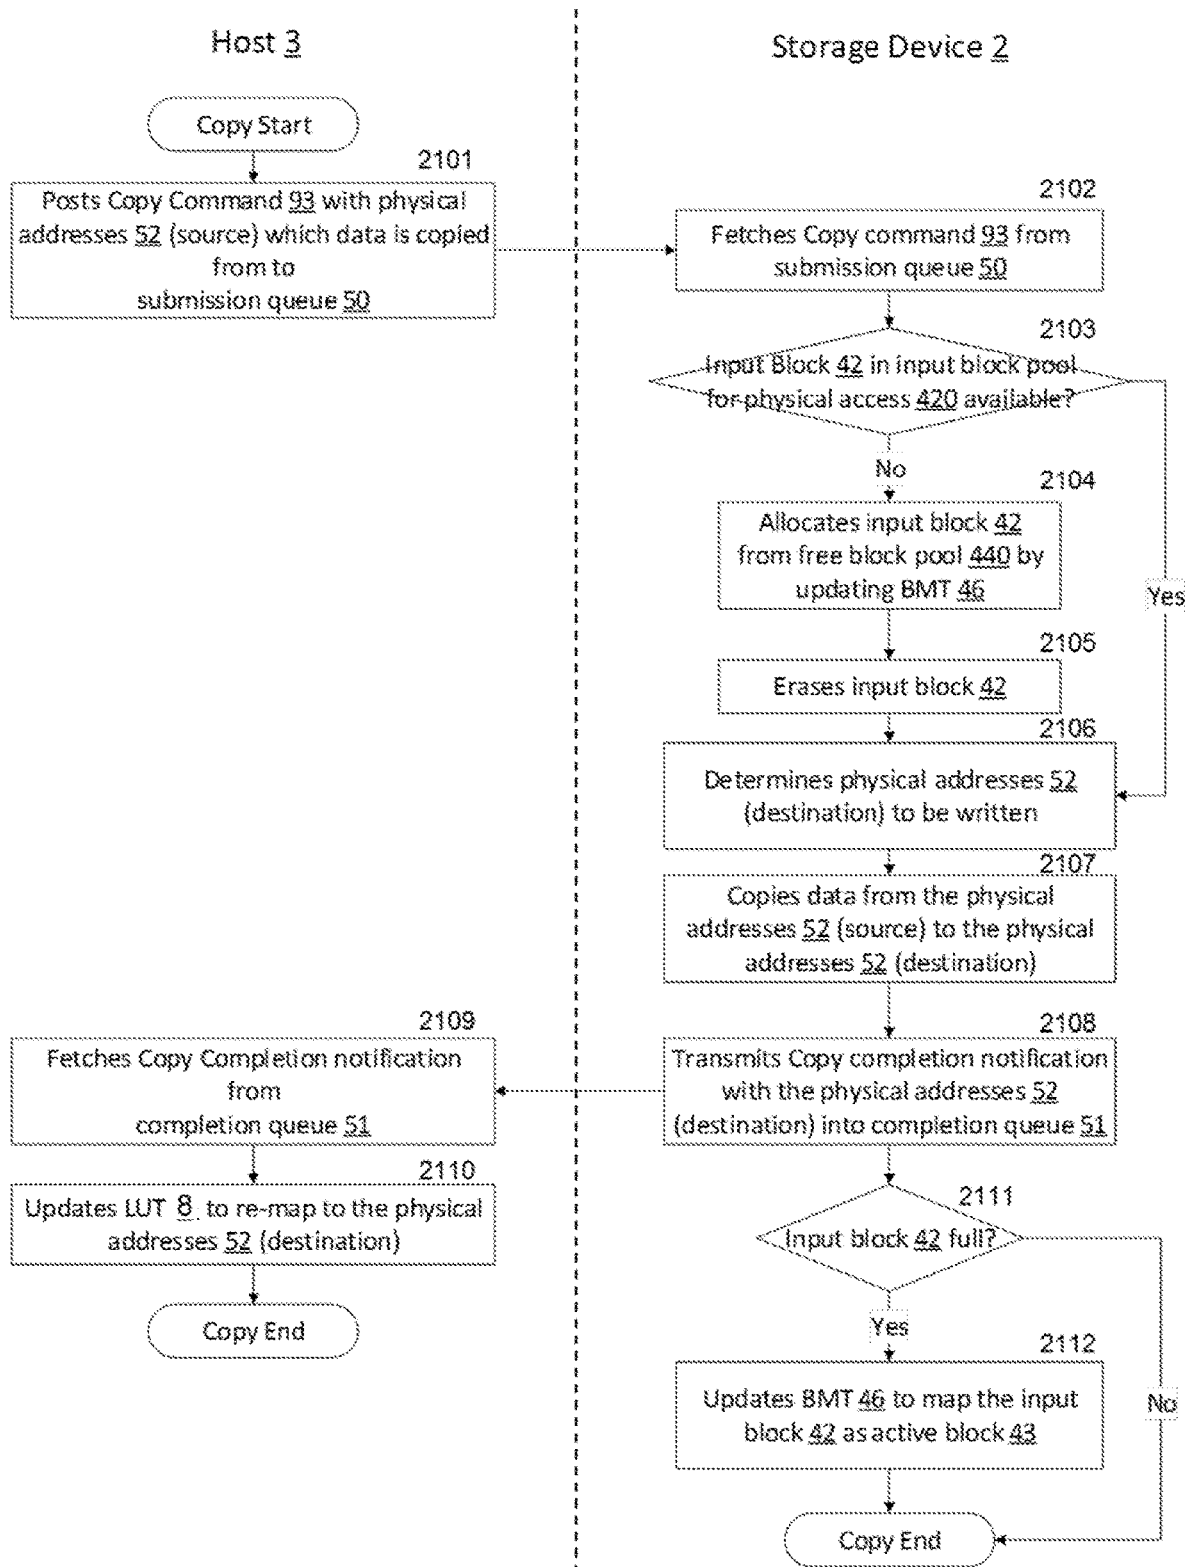 Host 3
Storage Device 2
Copy Start
2101
Posts Copy Command 93 with physical
addresses 52 (source) which data is copied
from to
submission queue 50
2102
Fetches Copy command 93 from
submission queue 50
2103
Input Block 42 in input block pool
for physical access 420 available?
No
Yes
2104
Allocates input block 42
from free block pool 440 by
updating BMT 46
2105
Erases input block 42
2106
Determines physical addresses 52
(destination) to be written
2107
Copies data from the physical
addresses 52 (source) to the physical
addresses 52 (destination)
2108
Transmits Copy completion notification
with the physical addresses 52
(destination) into completion queue 51
2109
Fetches Copy Completion notification
from
completion queue 51
2110
Updates LUT 8 to re-map to the physical
addresses 52 (destination)
Copy End
2111
Input block 42 full?
Yes
No
2112
Updates BMT 46 to map the input
block 42 as active block 43
Copy End